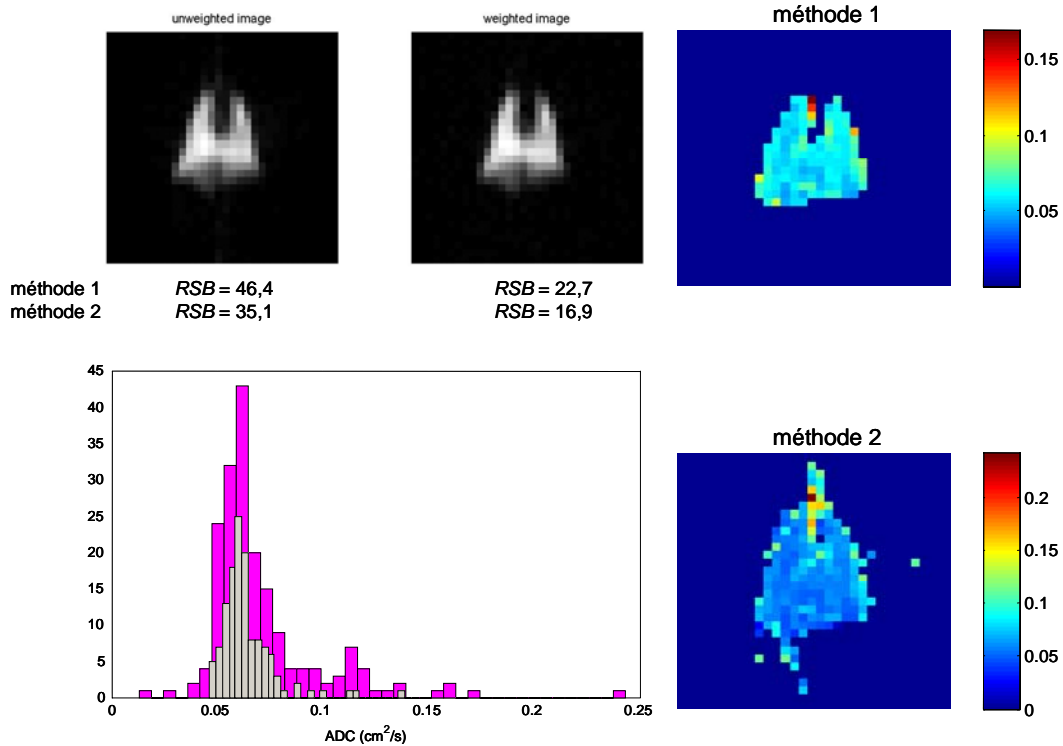 unweighted image
weighted image
méthode 1
0.15
0.1
0.05
méthode 1 RSB = 46,4 RSB = 22,7
méthode 2 RSB = 35,1 RSB = 16,9
45
40
35
30
25
20
15
10
5
0
0 0.05 0.1 0.15 0.2 0.25
ADC (cm²/s)
méthode 2
0.2
0.15
0.1
0.05
0